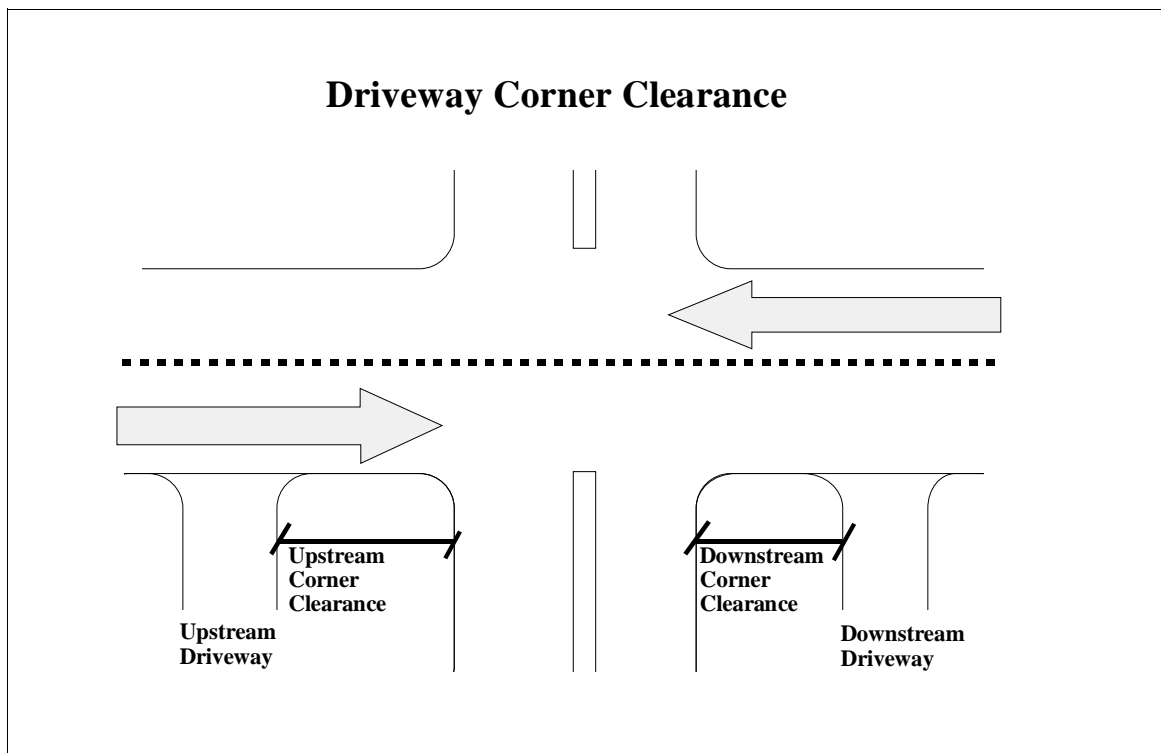 Driveway Corner Clearance
Upstream
Corner
Clearance
Downstream
Corner
Clearance
Upstream
Driveway
Downstream
Driveway